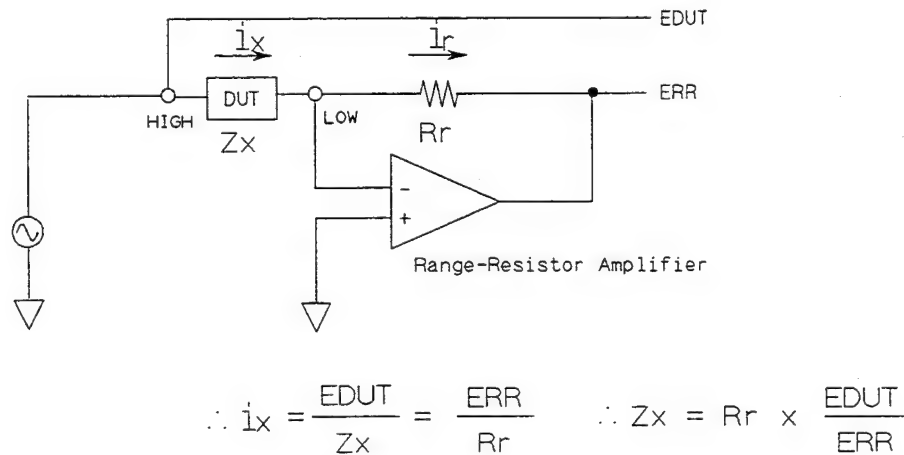 EDUT
ix
ir
DUT
ERR
HIGH
LOW
Zx
Rr
-
+
Range-Resistor Amplifier
∴ ix = EDUT/Zx = ERR/Rr ∴ Zx = Rr x EDUT/ERR